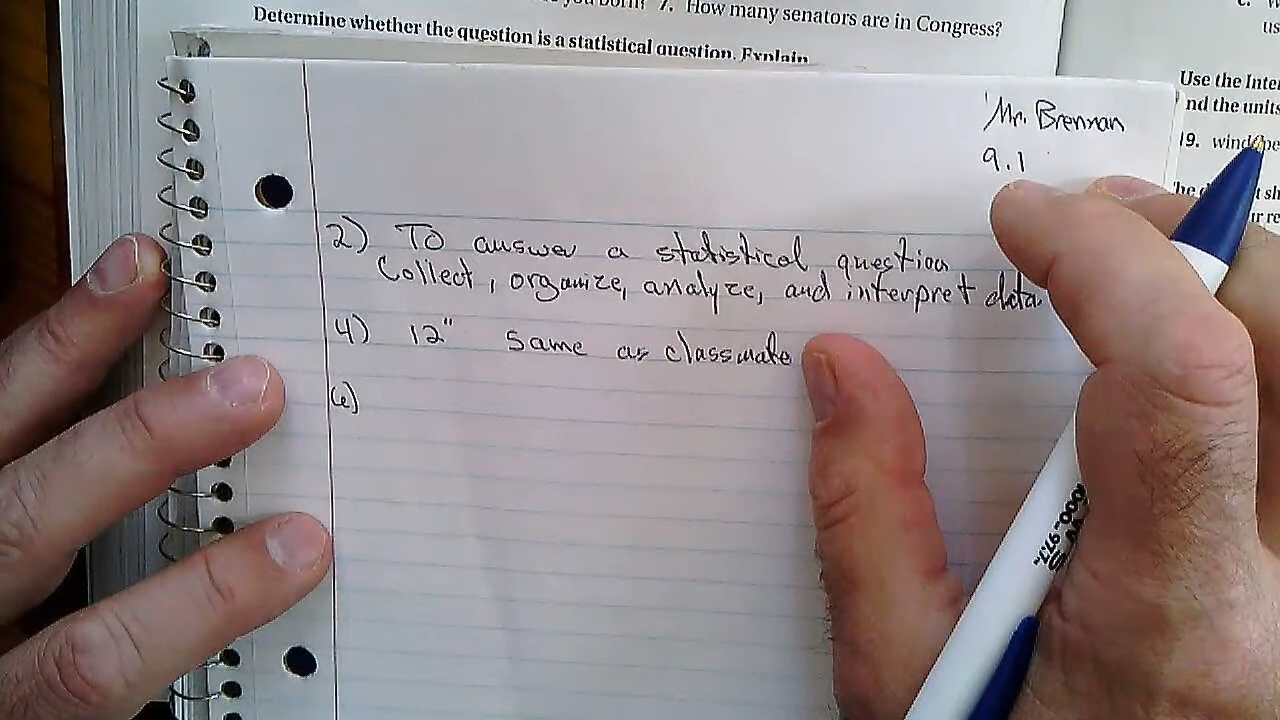 7. How many senators are in Congress?
Determine whether the question is a statistical question. Explain
Use the Inte
nd the units
19.
Mr. Brennan
9.1
2) To answer a statistical question
Collect, organize, analyze, and interpret data
4) 12" Same as classmate
6)